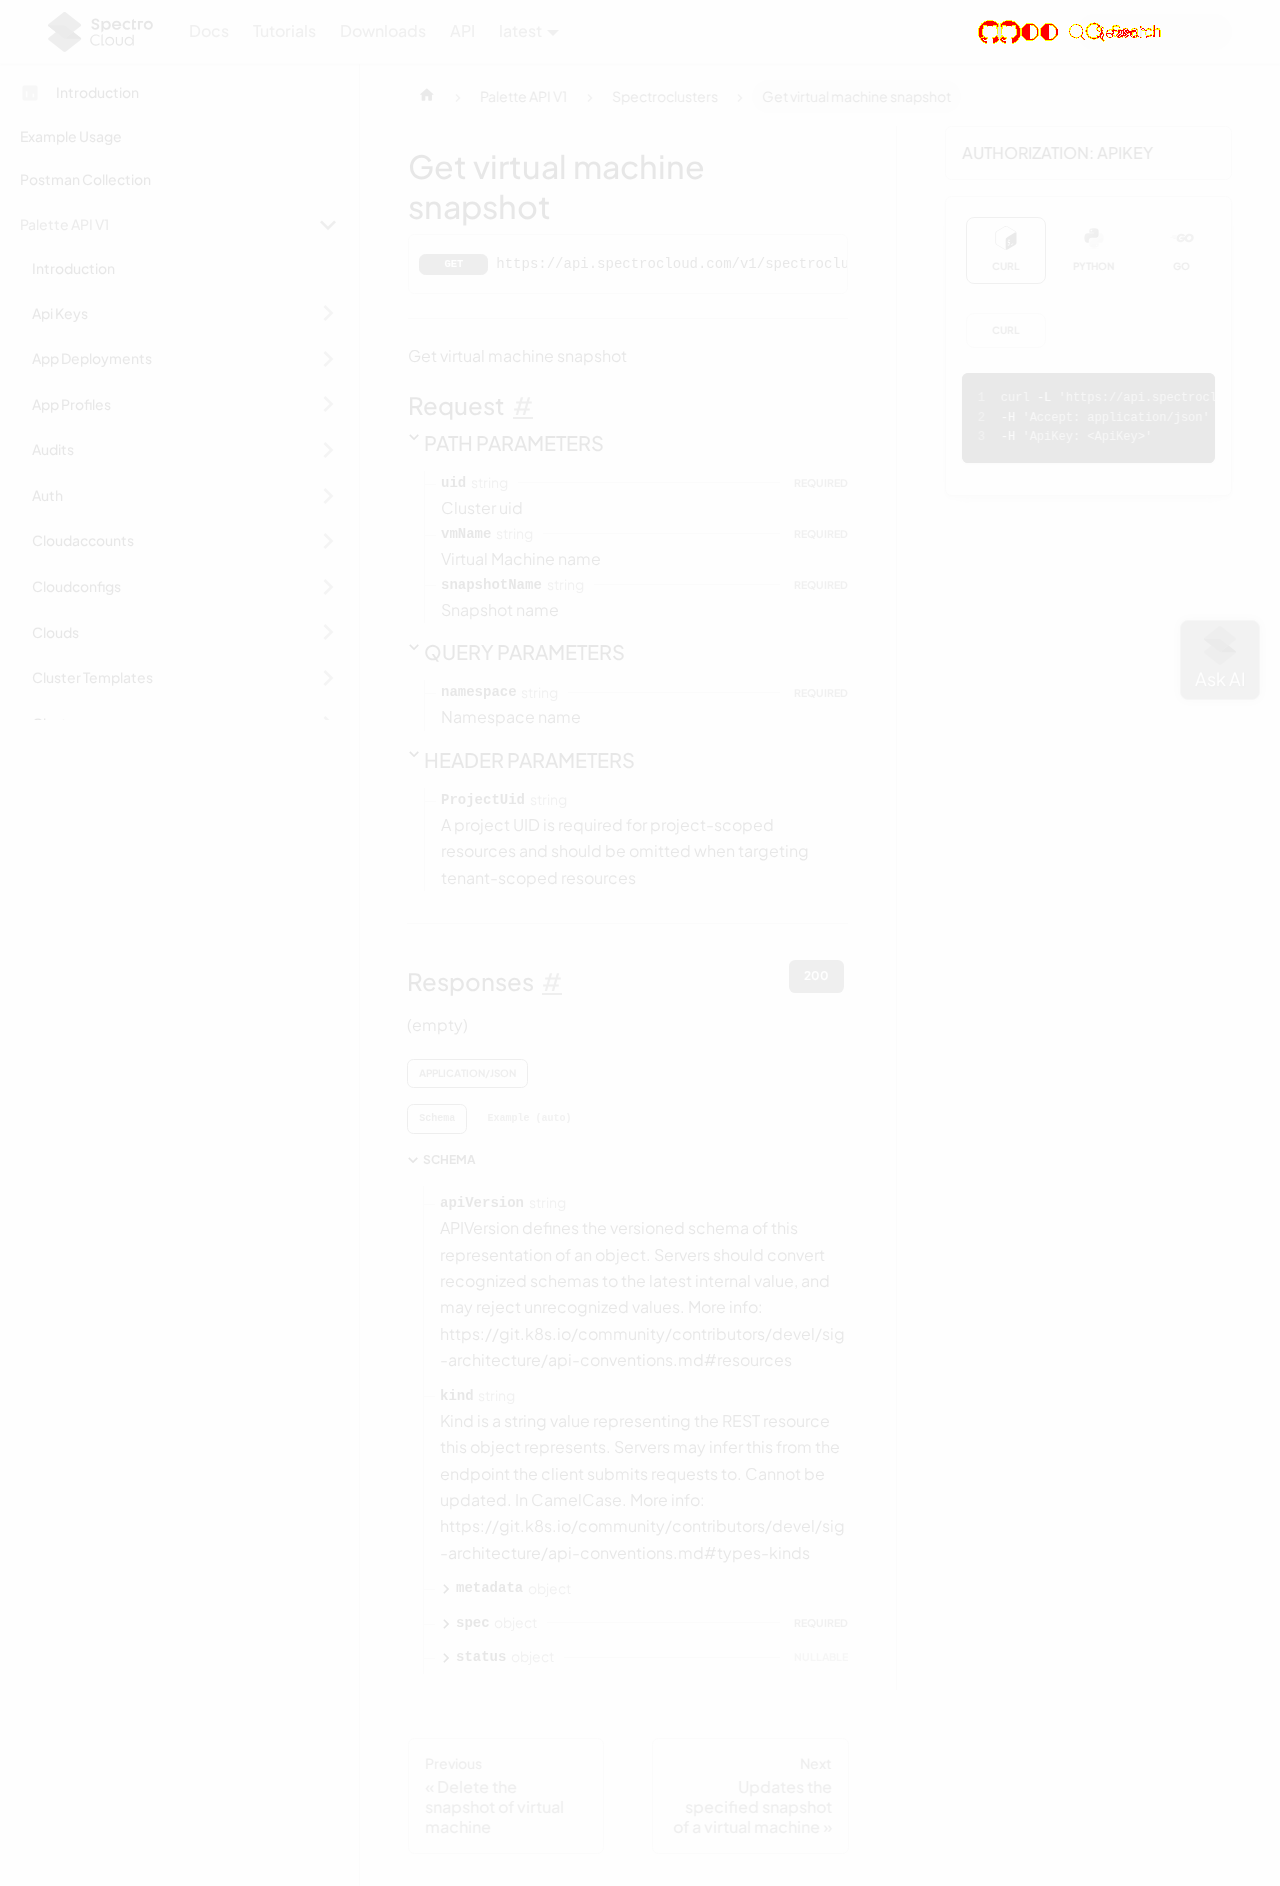 Spectro
Cloud
Docs
Tutorials
Downloads
API
latest
Introduction
Example Usage
Postman Collection
Palette API V1
Introduction
Api Keys
App Deployments
App Profiles
Audits
Auth
Cloudaccounts
Cloudconfigs
Clouds
Cluster Templates
Palette API V1
Spectroclusters
Get virtual machine snapshot
Get virtual machine
snapshot
GET https://api.spectrocloud.com/v1/spectroclu
Get virtual machine snapshot
Request #
PATH PARAMETERS
uid string REQUIRED
Cluster uid
vmName string REQUIRED
Virtual Machine name
snapshotName string REQUIRED
Snapshot name
QUERY PARAMETERS
namespace string REQUIRED
Namespace name
HEADER PARAMETERS
ProjectUid string
A project UID is required for project-scoped
resources and should be omitted when targeting
tenant-scoped resources
Responses #
200
(empty)
APPLICATION/JSON
Schema
Example (auto)
SCHEMA
apiVersion string
APIVersion defines the versioned schema of this
representation of an object. Servers should convert
recognized schemas to the latest internal value, and
may reject unrecognized values. More info:
https://git.k8s.io/community/contributors/devel/sig
-architecture/api-conventions.md#resources
kind string
Kind is a string value representing the REST resource
this object represents. Servers may infer this from the
endpoint the client submits requests to. Cannot be
updated. In CamelCase. More info:
https://git.k8s.io/community/contributors/devel/sig
-architecture/api-conventions.md#types-kinds
metadata object
spec object REQUIRED
status object NULLABLE
Previous
« Delete the
snapshot of virtual
machine
Next
Updates the
specified snapshot
of a virtual machine »
AUTHORIZATION: APIKEY
CURL
PYTHON
GO
CURL
1 curl -L 'https://api.spectrocl
2 -H 'Accept: application/json'
3 -H 'ApiKey: <ApiKey>'
Ask AI